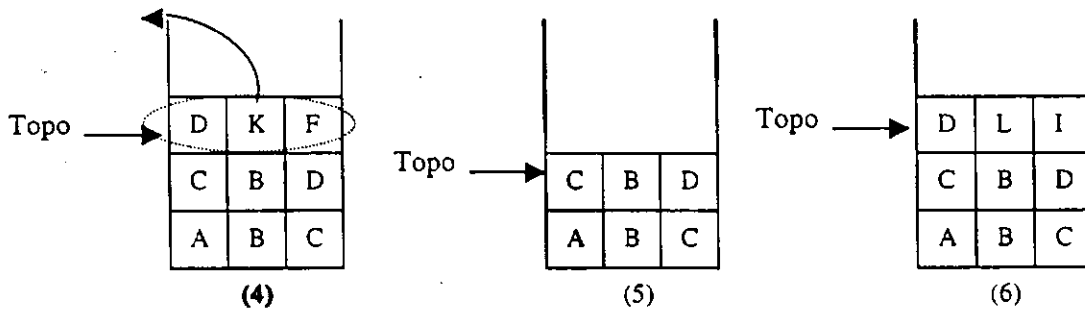 Topo D K F
C B D
A B C
(4)
Topo C B D
A B C
(5)
Topo D L I
C B D
A B C
(6)